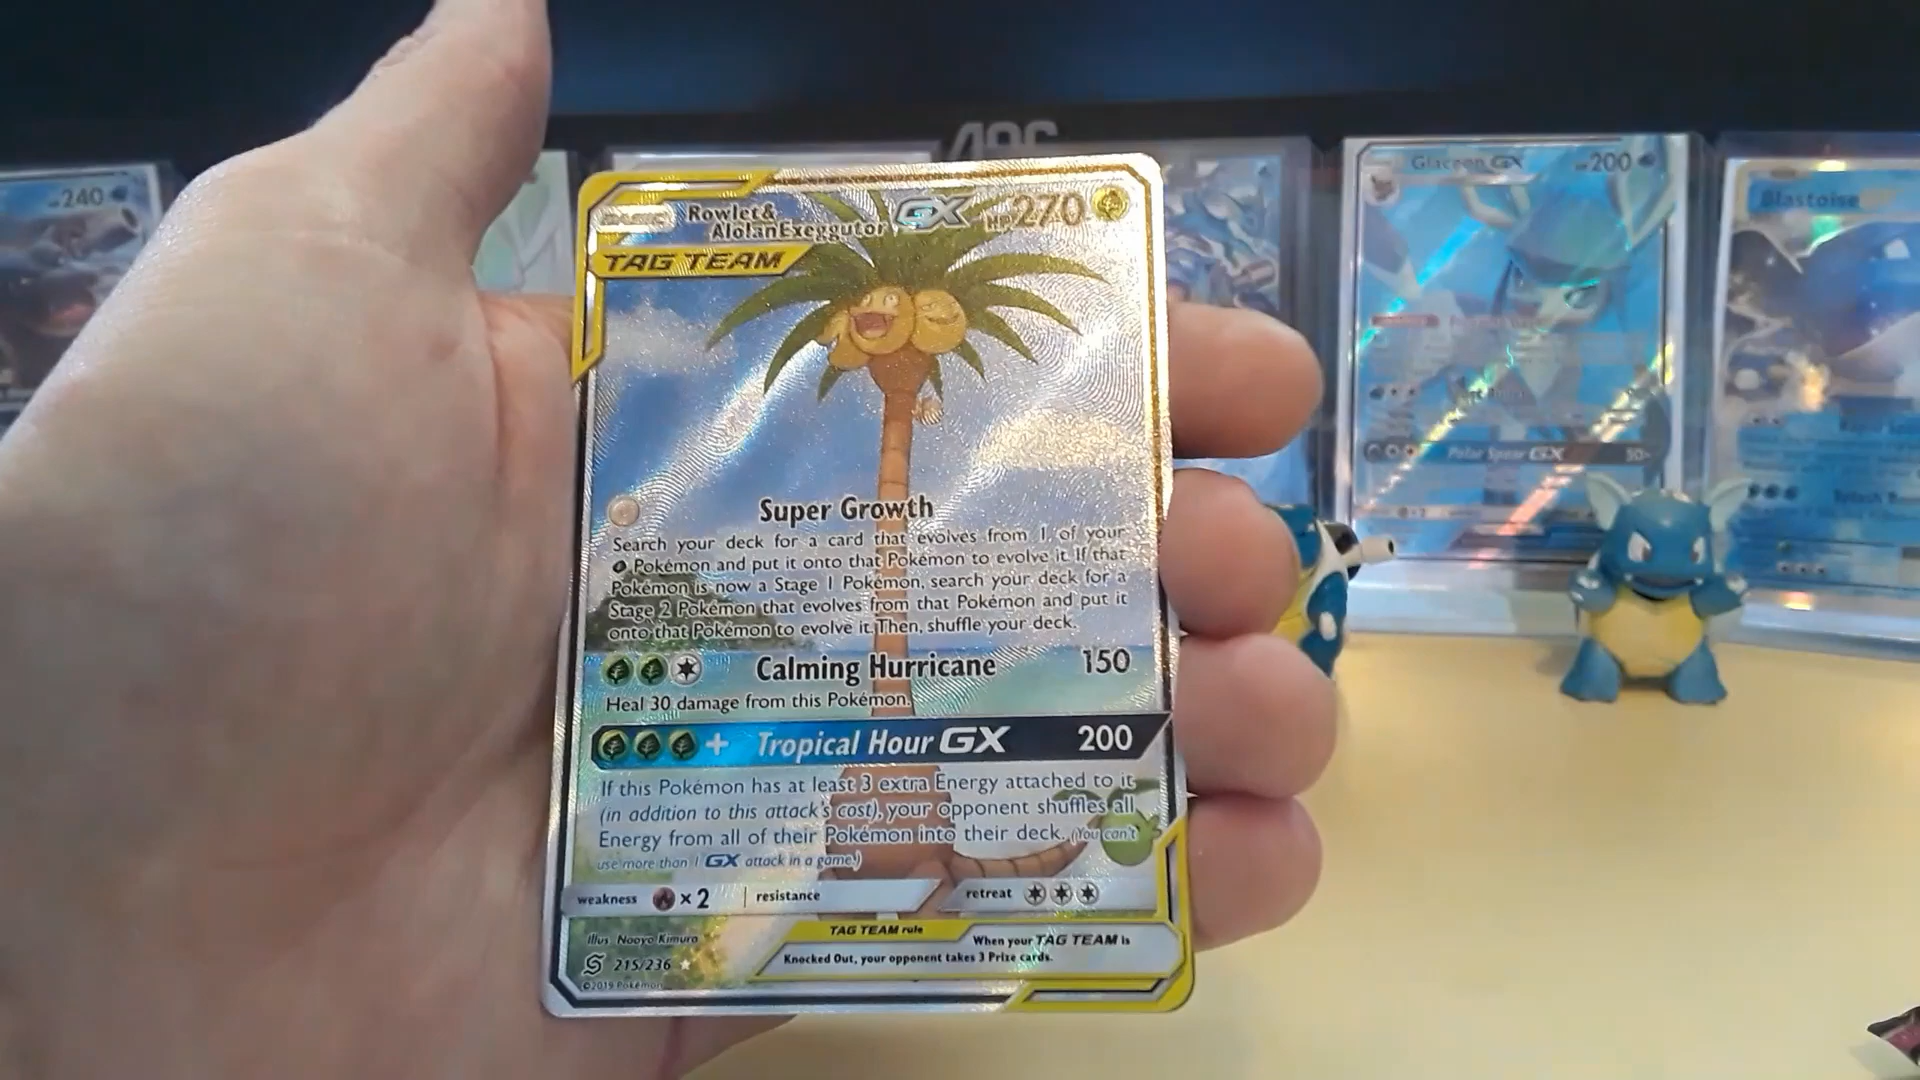 AOC
240
Glaceon GX
200
Blastoise
BASIC
Rowlet &
Alolan Exeggutor GX HP 270
TAG TEAM
Super Growth
Search your deck for a card that evolves from 1 of your
Pokémon and put it onto that Pokémon to evolve it. If that
Pokémon is now a Stage 1 Pokémon, search your deck for a
Stage 2 Pokémon that evolves from that Pokémon and put it
onto that Pokémon to evolve it. Then, shuffle your deck.
Calming Hurricane 150
Heal 30 damage from this Pokémon.
+ Tropical Hour GX 200
If this Pokémon has at least 3 extra Energy attached to it
(in addition to this attack's cost), your opponent shuffles all
Energy from all of their Pokémon into their deck. (You can't
use more than 1 GX attack in a game.)
weakness ×2 resistance retreat
Illus. Naoyo Kimura
215/236
©2019 Pokémon
TAG TEAM rule
When your TAG TEAM is
Knocked Out, your opponent takes 3 Prize cards.
Polar Spear GX 50×